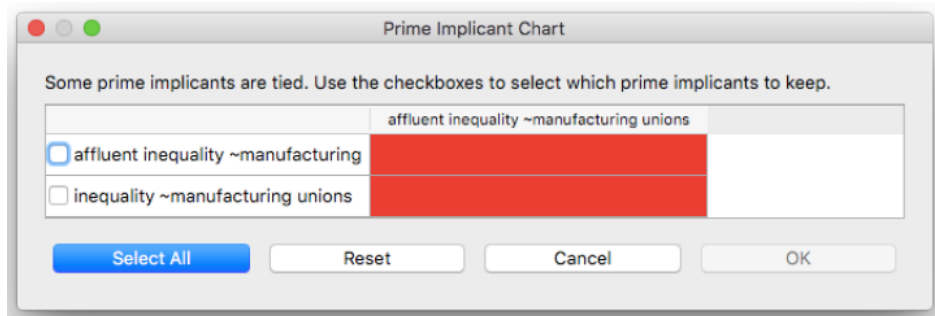 Prime Implicant Chart
Some prime implicants are tied. Use the checkboxes to select which prime implicants to keep.
affluent inequality ~manufacturing unions
affluent inequality ~manufacturing
inequality ~manufacturing unions
Select All Reset Cancel OK